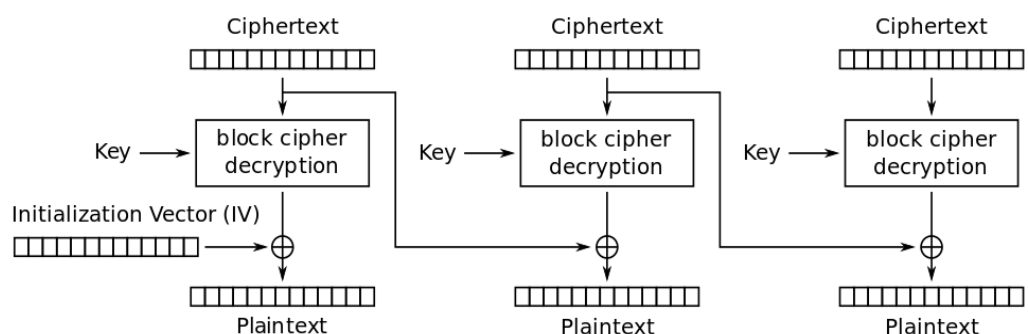 Ciphertext
Ciphertext
Ciphertext
Key
block cipher
decryption
Key
block cipher
decryption
Key
block cipher
decryption
Initialization Vector (IV)
Plaintext
Plaintext
Plaintext